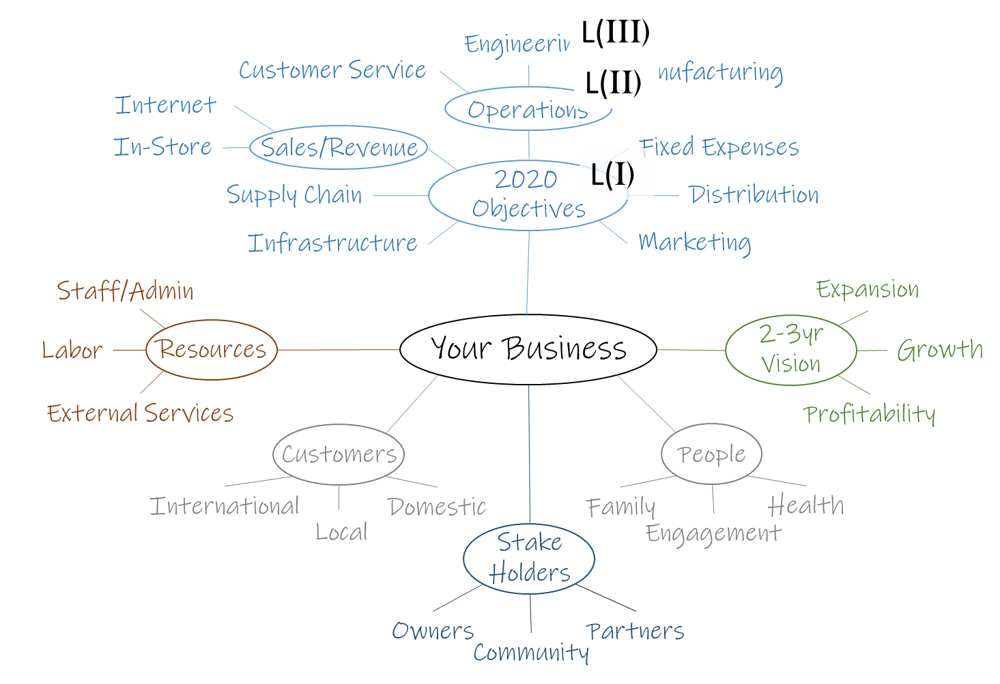 Engineerin
L(III)
Customer Service
L(II)
nufacturing
Internet
Operations
In-Store
Sales/Revenue
Fixed Expenses
2020
Objectives
L(I)
Supply Chain
Distribution
Infrastructure
Marketing
Staff/Admin
Expansion
Labor
Resources
Your Business
2-3yr
Vision
Growth
External Services
Profitability
Customers
People
International
Local
Domestic
Family
Engagement
Health
Stake
Holders
Owners
Community
Partners